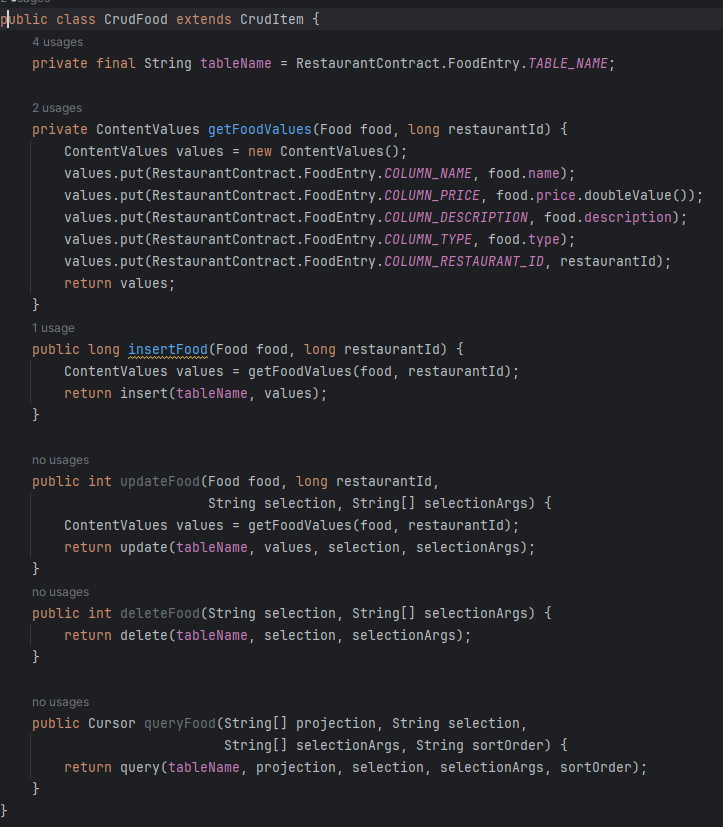 usages
public class CrudFood extends CrudItem {
4 usages
private final String tableName = RestaurantContract.FoodEntry.TABLE_NAME;
2 usages
private ContentValues getFoodValues(Food food, long restaurantId) {
ContentValues values = new ContentValues();
values.put(RestaurantContract.FoodEntry.COLUMN_NAME, food.name);
values.put(RestaurantContract.FoodEntry.COLUMN_PRICE, food.price.doubleValue());
values.put(RestaurantContract.FoodEntry.COLUMN_DESCRIPTION, food.description);
values.put(RestaurantContract.FoodEntry.COLUMN_TYPE, food.type);
values.put(RestaurantContract.FoodEntry.COLUMN_RESTAURANT_ID, restaurantId);
return values;
}
1 usage
public long insertFood(Food food, long restaurantId) {
ContentValues values = getFoodValues(food, restaurantId);
return insert(tableName, values);
}
no usages
public int updateFood(Food food, long restaurantId,
String selection, String[] selectionArgs) {
ContentValues values = getFoodValues(food, restaurantId);
return update(tableName, values, selection, selectionArgs);
}
no usages
public int deleteFood(String selection, String[] selectionArgs) {
return delete(tableName, selection, selectionArgs);
}
no usages
public Cursor queryFood(String[] projection, String selection,
String[] selectionArgs, String sortOrder) {
return query(tableName, projection, selection, selectionArgs, sortOrder);
}
}